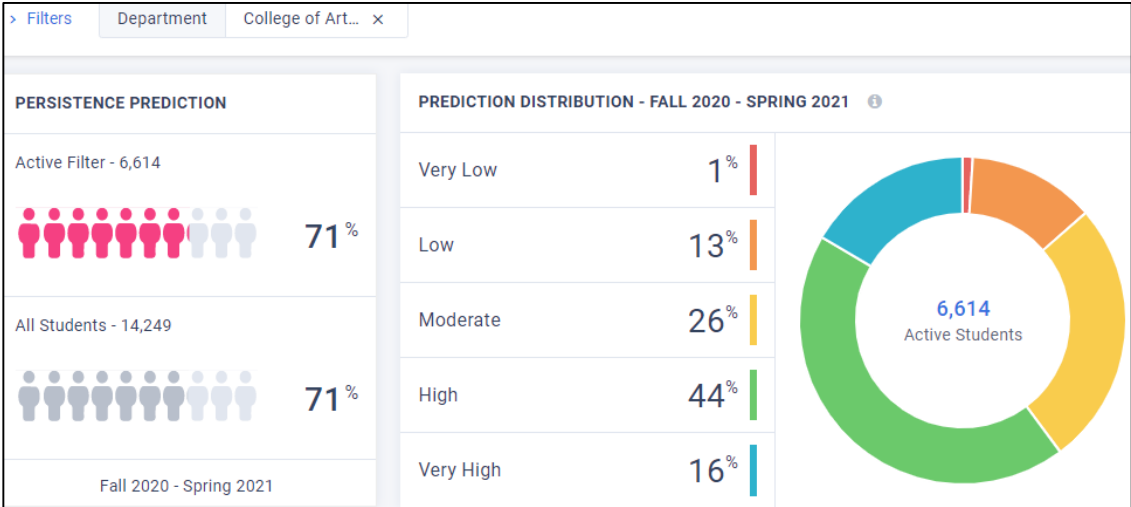 > Filters Department College of Art... ×
PERSISTENCE PREDICTION
Active Filter - 6,614
71%
All Students - 14,249
71%
Fall 2020 - Spring 2021
PREDICTION DISTRIBUTION - FALL 2020 - SPRING 2021 i
Very Low 1%
Low 13%
Moderate 26%
High 44%
Very High 16%
6,614
Active Students